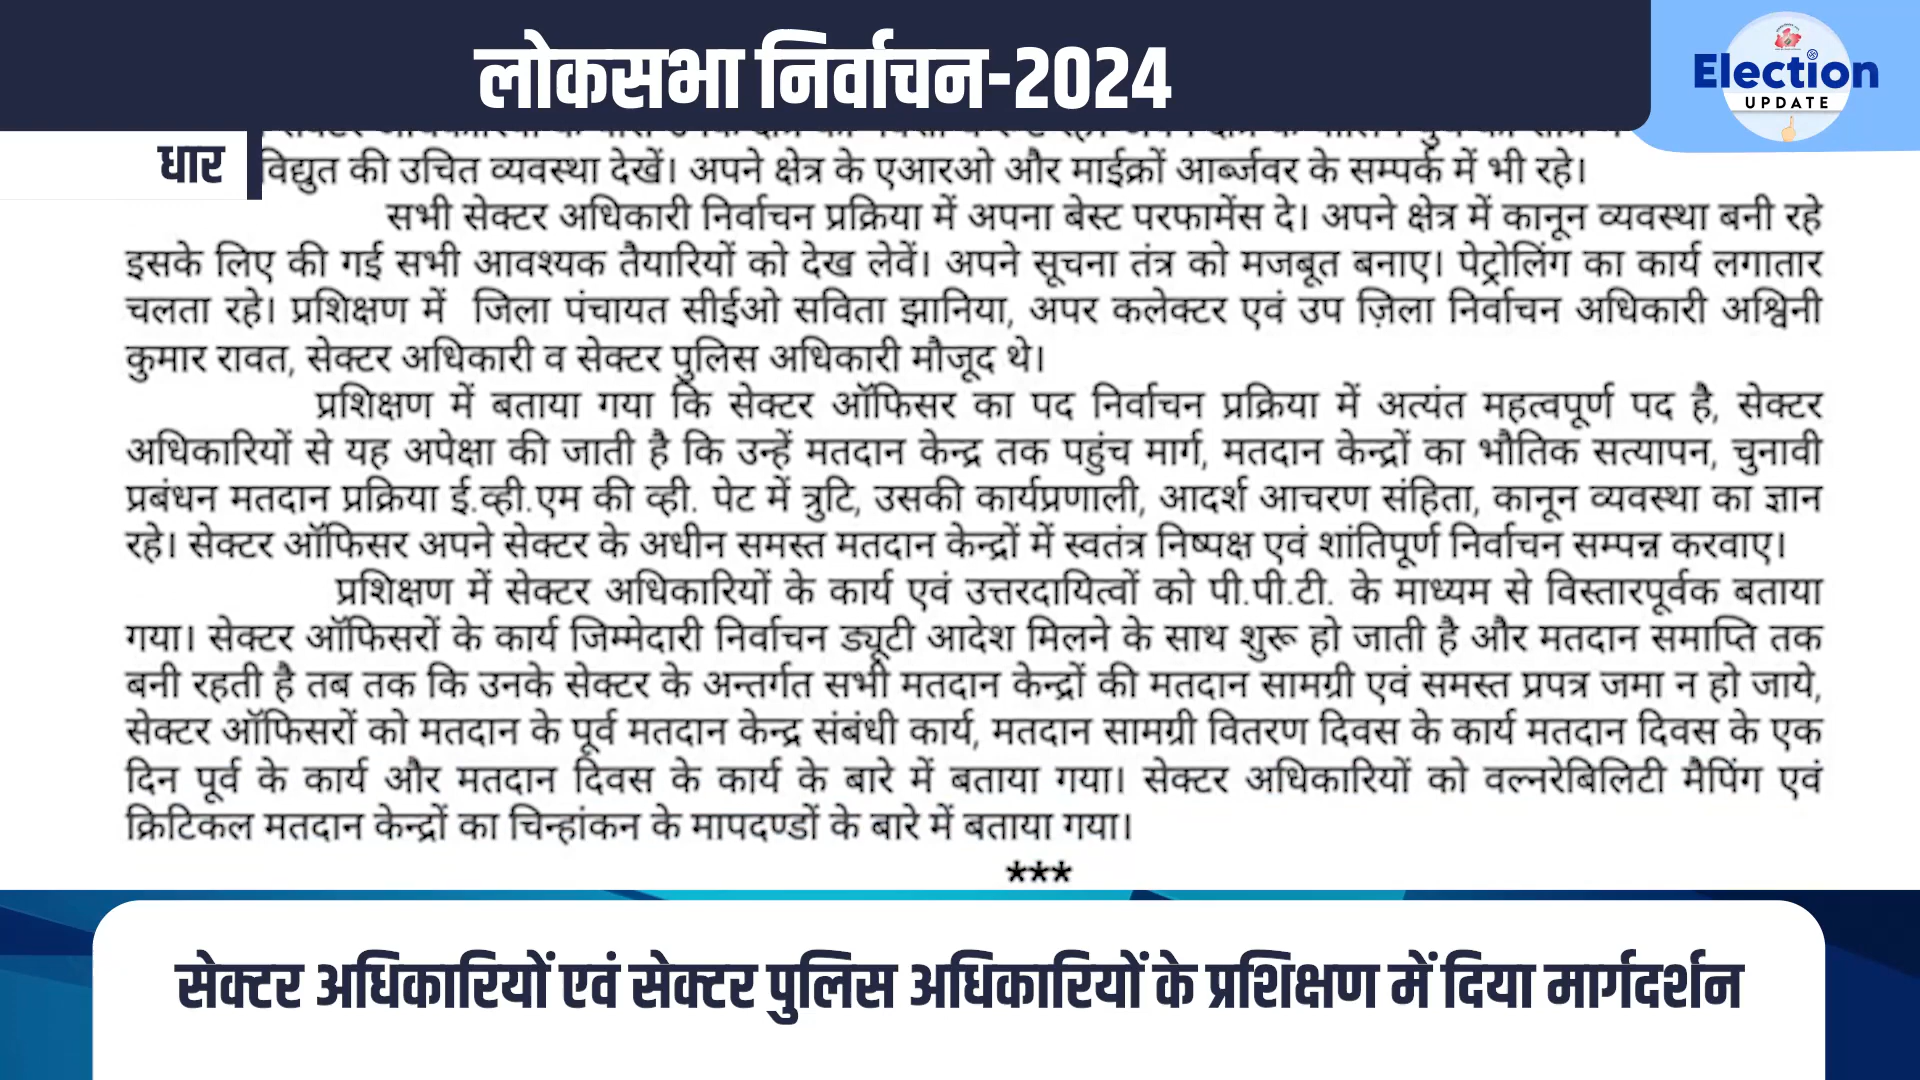 लोकसभा निर्वाचन-2024
Election
UPDATE
धार
विद्युत की उचित व्यवस्था देखें। अपने क्षेत्र के एआरओ और माईक्रों आर्ब्जवर के सम्पर्क में भी रहे।
सभी सेक्टर अधिकारी निर्वाचन प्रक्रिया में अपना बेस्ट परफार्मेंस दे। अपने क्षेत्र में कानून व्यवस्था बनी रहे
इसके लिए की गई सभी आवश्यक तैयारियों को देख लेवें। अपने सूचना तंत्र को मजबूत बनाए। पेट्रोलिंग का कार्य लगातार
चलता रहे। प्रशिक्षण में जिला पंचायत सीईओ सविता झानिया, अपर कलेक्टर एवं उप ज़िला निर्वाचन अधिकारी अश्विनी
कुमार रावत, सेक्टर अधिकारी व सेक्टर पुलिस अधिकारी मौजूद थे।
प्रशिक्षण में बताया गया कि सेक्टर ऑफिसर का पद निर्वाचन प्रक्रिया में अत्यंत महत्वपूर्ण पद है, सेक्टर
अधिकारियों से यह अपेक्षा की जाती है कि उन्हें मतदान केन्द्र तक पहुंच मार्ग, मतदान केन्द्रों का भौतिक सत्यापन, चुनावी
प्रबंधन मतदान प्रक्रिया ई.व्ही.एम की व्ही. पेट में त्रुटि, उसकी कार्यप्रणाली, आदर्श आचरण संहिता, कानून व्यवस्था का ज्ञान
रहे। सेक्टर ऑफिसर अपने सेक्टर के अधीन समस्त मतदान केन्द्रों में स्वतंत्र निष्पक्ष एवं शांतिपूर्ण निर्वाचन सम्पन्न करवाए।
प्रशिक्षण में सेक्टर अधिकारियों के कार्य एवं उत्तरदायित्वों को पी.पी.टी. के माध्यम से विस्तारपूर्वक बताया
गया। सेक्टर ऑफिसरों के कार्य जिम्मेदारी निर्वाचन ड्यूटी आदेश मिलने के साथ शुरू हो जाती है और मतदान समाप्ति तक
बनी रहती है तब तक कि उनके सेक्टर के अन्तर्गत सभी मतदान केन्द्रों की मतदान सामग्री एवं समस्त प्रपत्र जमा न हो जाये,
सेक्टर ऑफिसरों को मतदान के पूर्व मतदान केन्द्र संबंधी कार्य, मतदान सामग्री वितरण दिवस के कार्य मतदान दिवस के एक
दिन पूर्व के कार्य और मतदान दिवस के कार्य के बारे में बताया गया। सेक्टर अधिकारियों को वल्नरेबिलिटी मैपिंग एवं
क्रिटिकल मतदान केन्द्रों का चिन्हांकन के मापदण्डों के बारे में बताया गया।
***
सेक्टर अधिकारियों एवं सेक्टर पुलिस अधिकारियों के प्रशिक्षण में दिया मार्गदर्शन